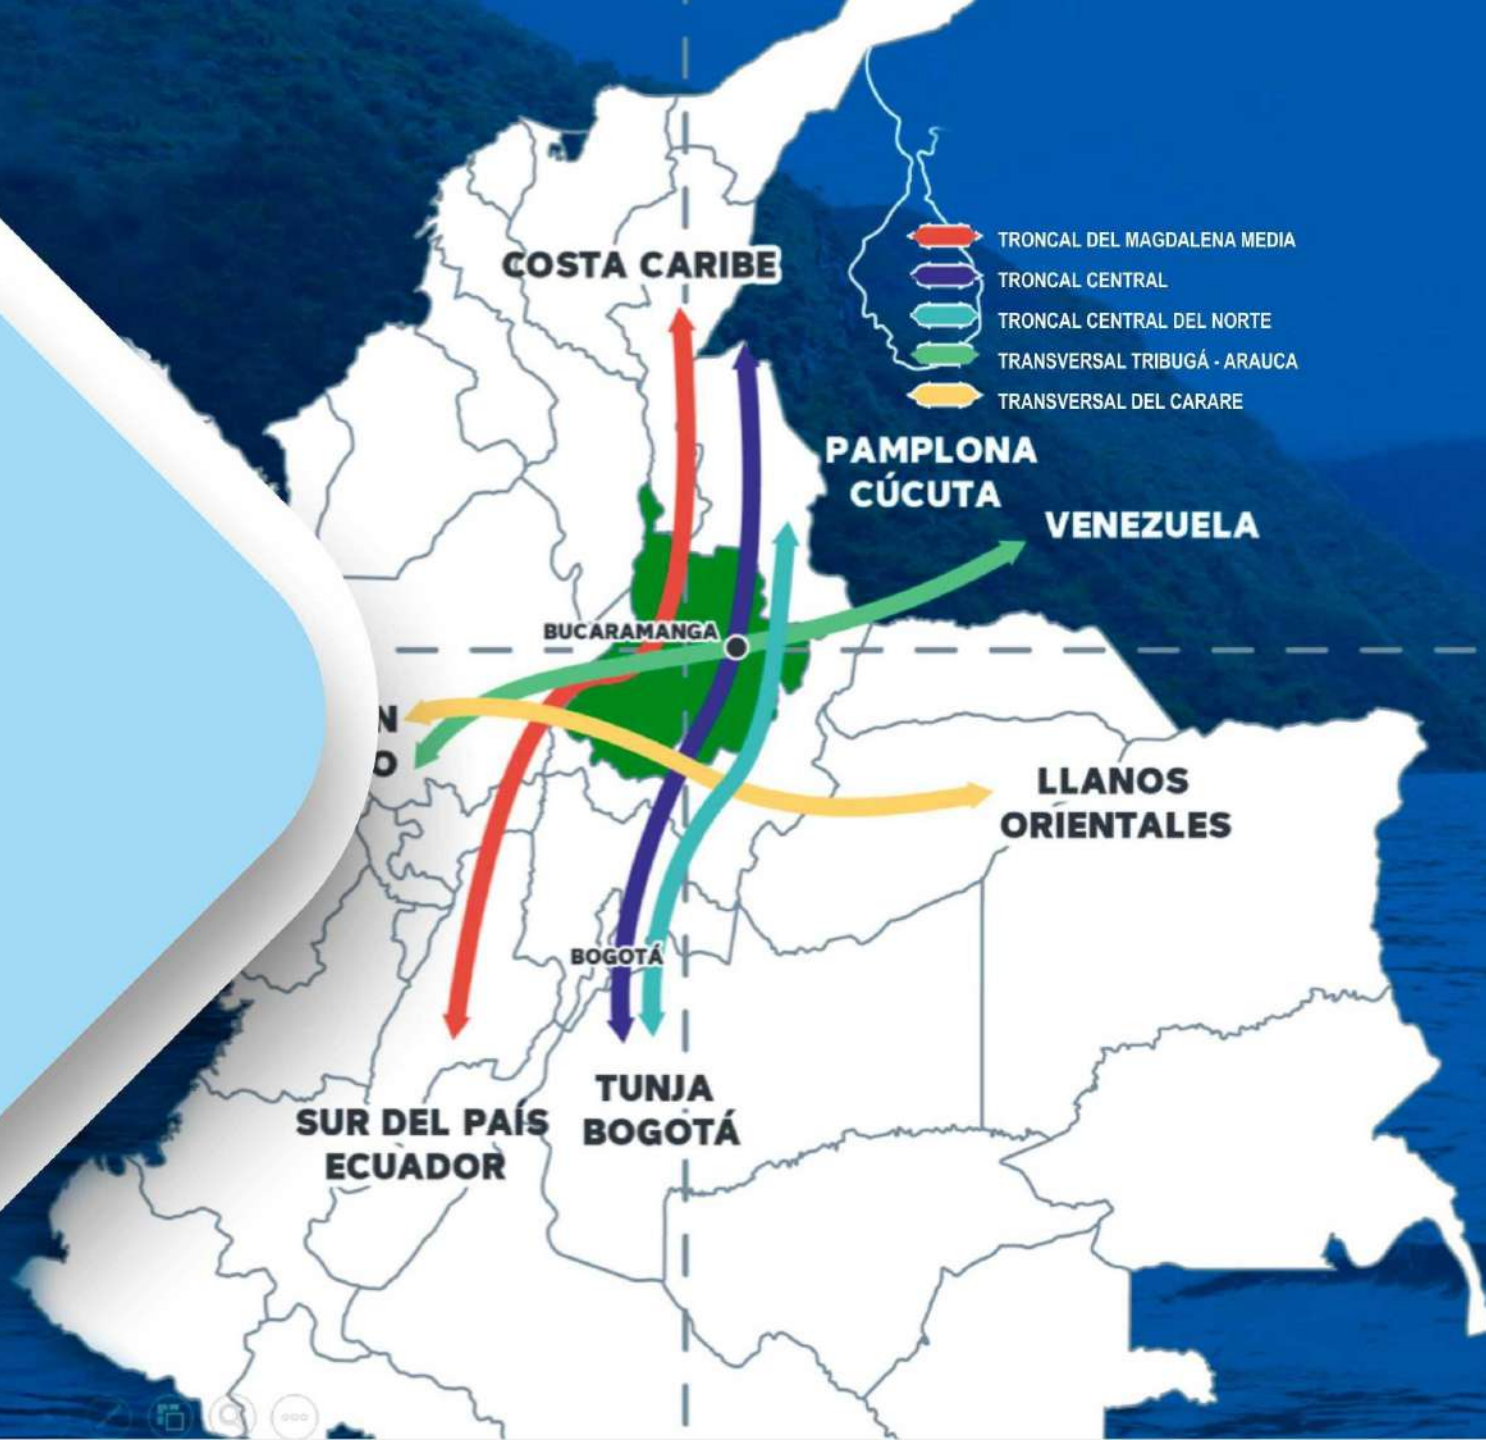 COSTA CARIBE
TRONCAL DEL MAGDALENA MEDIA
TRONCAL CENTRAL
TRONCAL CENTRAL DEL NORTE
TRANSVERSAL TRIBUGÁ - ARAUCA
TRANSVERSAL DEL CARARE
PAMPLONA
CÚCUTA
VENEZUELA
BUCARAMANGA
N
O
LLANOS
ORIENTALES
BOGOTÁ
TUNJA
BOGOTÁ
SUR DEL PAÍS
ECUADOR